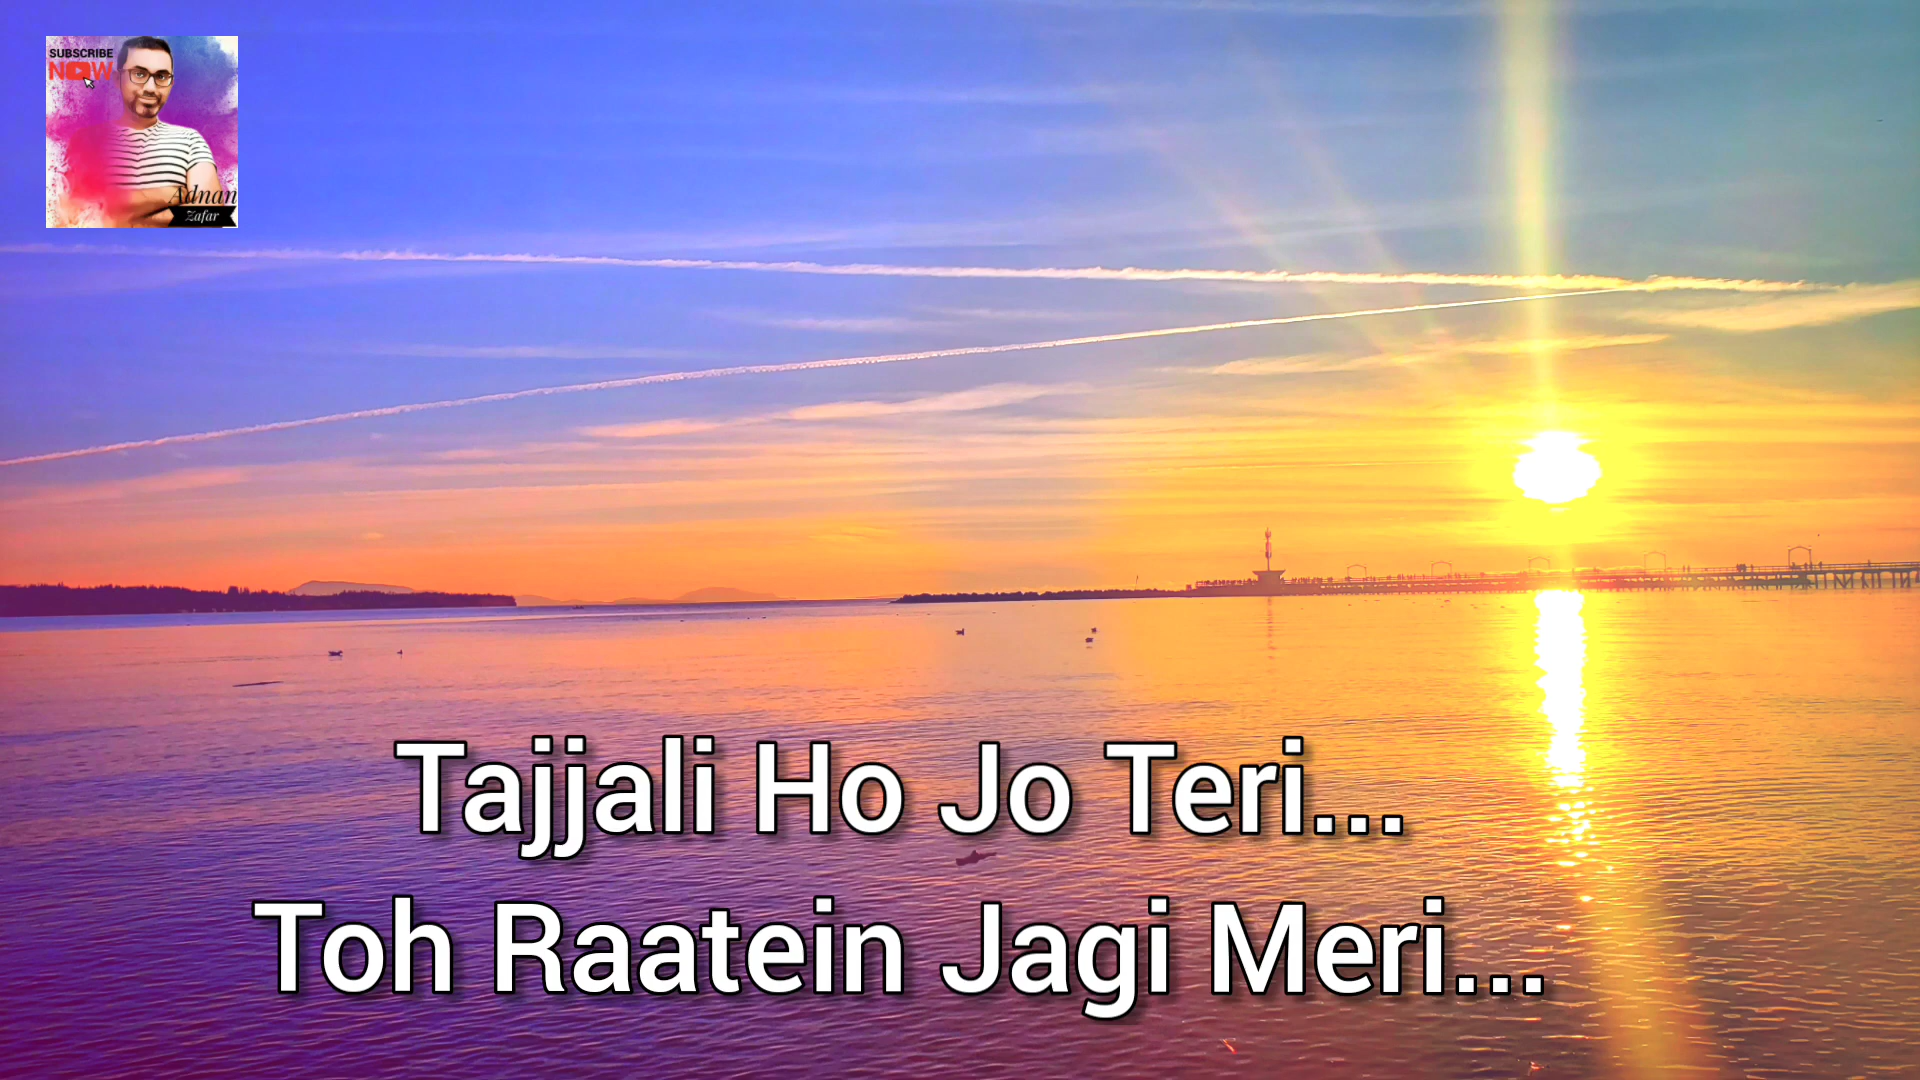 SUBSCRIBE
NOW
Adnan
Zafar
Tajjali Ho Jo Teri...
Toh Raatein Jagi Meri...